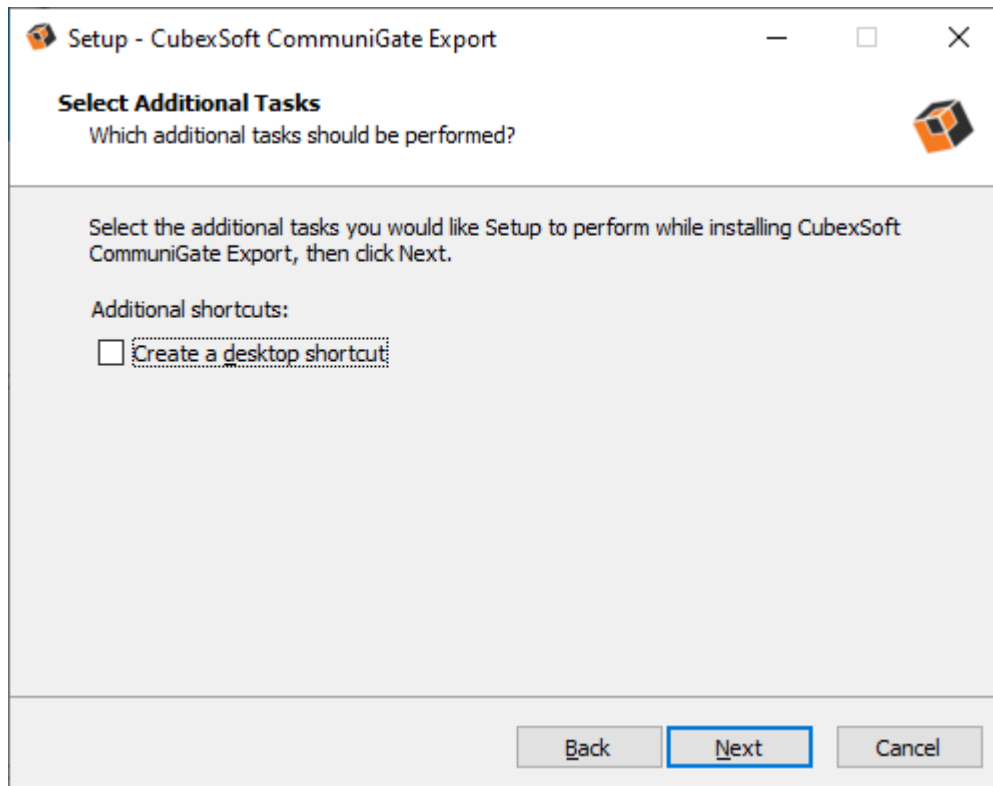 Setup - CubexSoft CommuniGate Export
Select Additional Tasks
Which additional tasks should be performed?
Select the additional tasks you would like Setup to perform while installing CubexSoft
CommuniGate Export, then click Next.
Additional shortcuts:
Create a desktop shortcut
Back Next Cancel